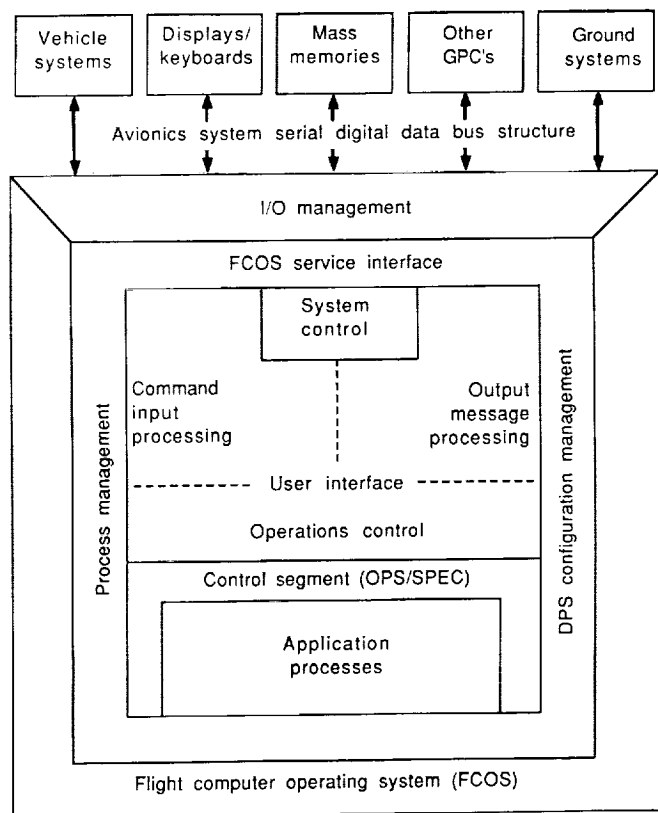 Vehicle
systems
Displays/
keyboards
Mass
memories
Other
GPC's
Ground
systems
Avionics system serial digital data bus structure
I/O management
FCOS service interface
System
control
Command
input
processing
Output
message
processing
Process management
DPS configuration management
User interface
Operations control
Control segment (OPS/SPEC)
Application
processes
Flight computer operating system (FCOS)